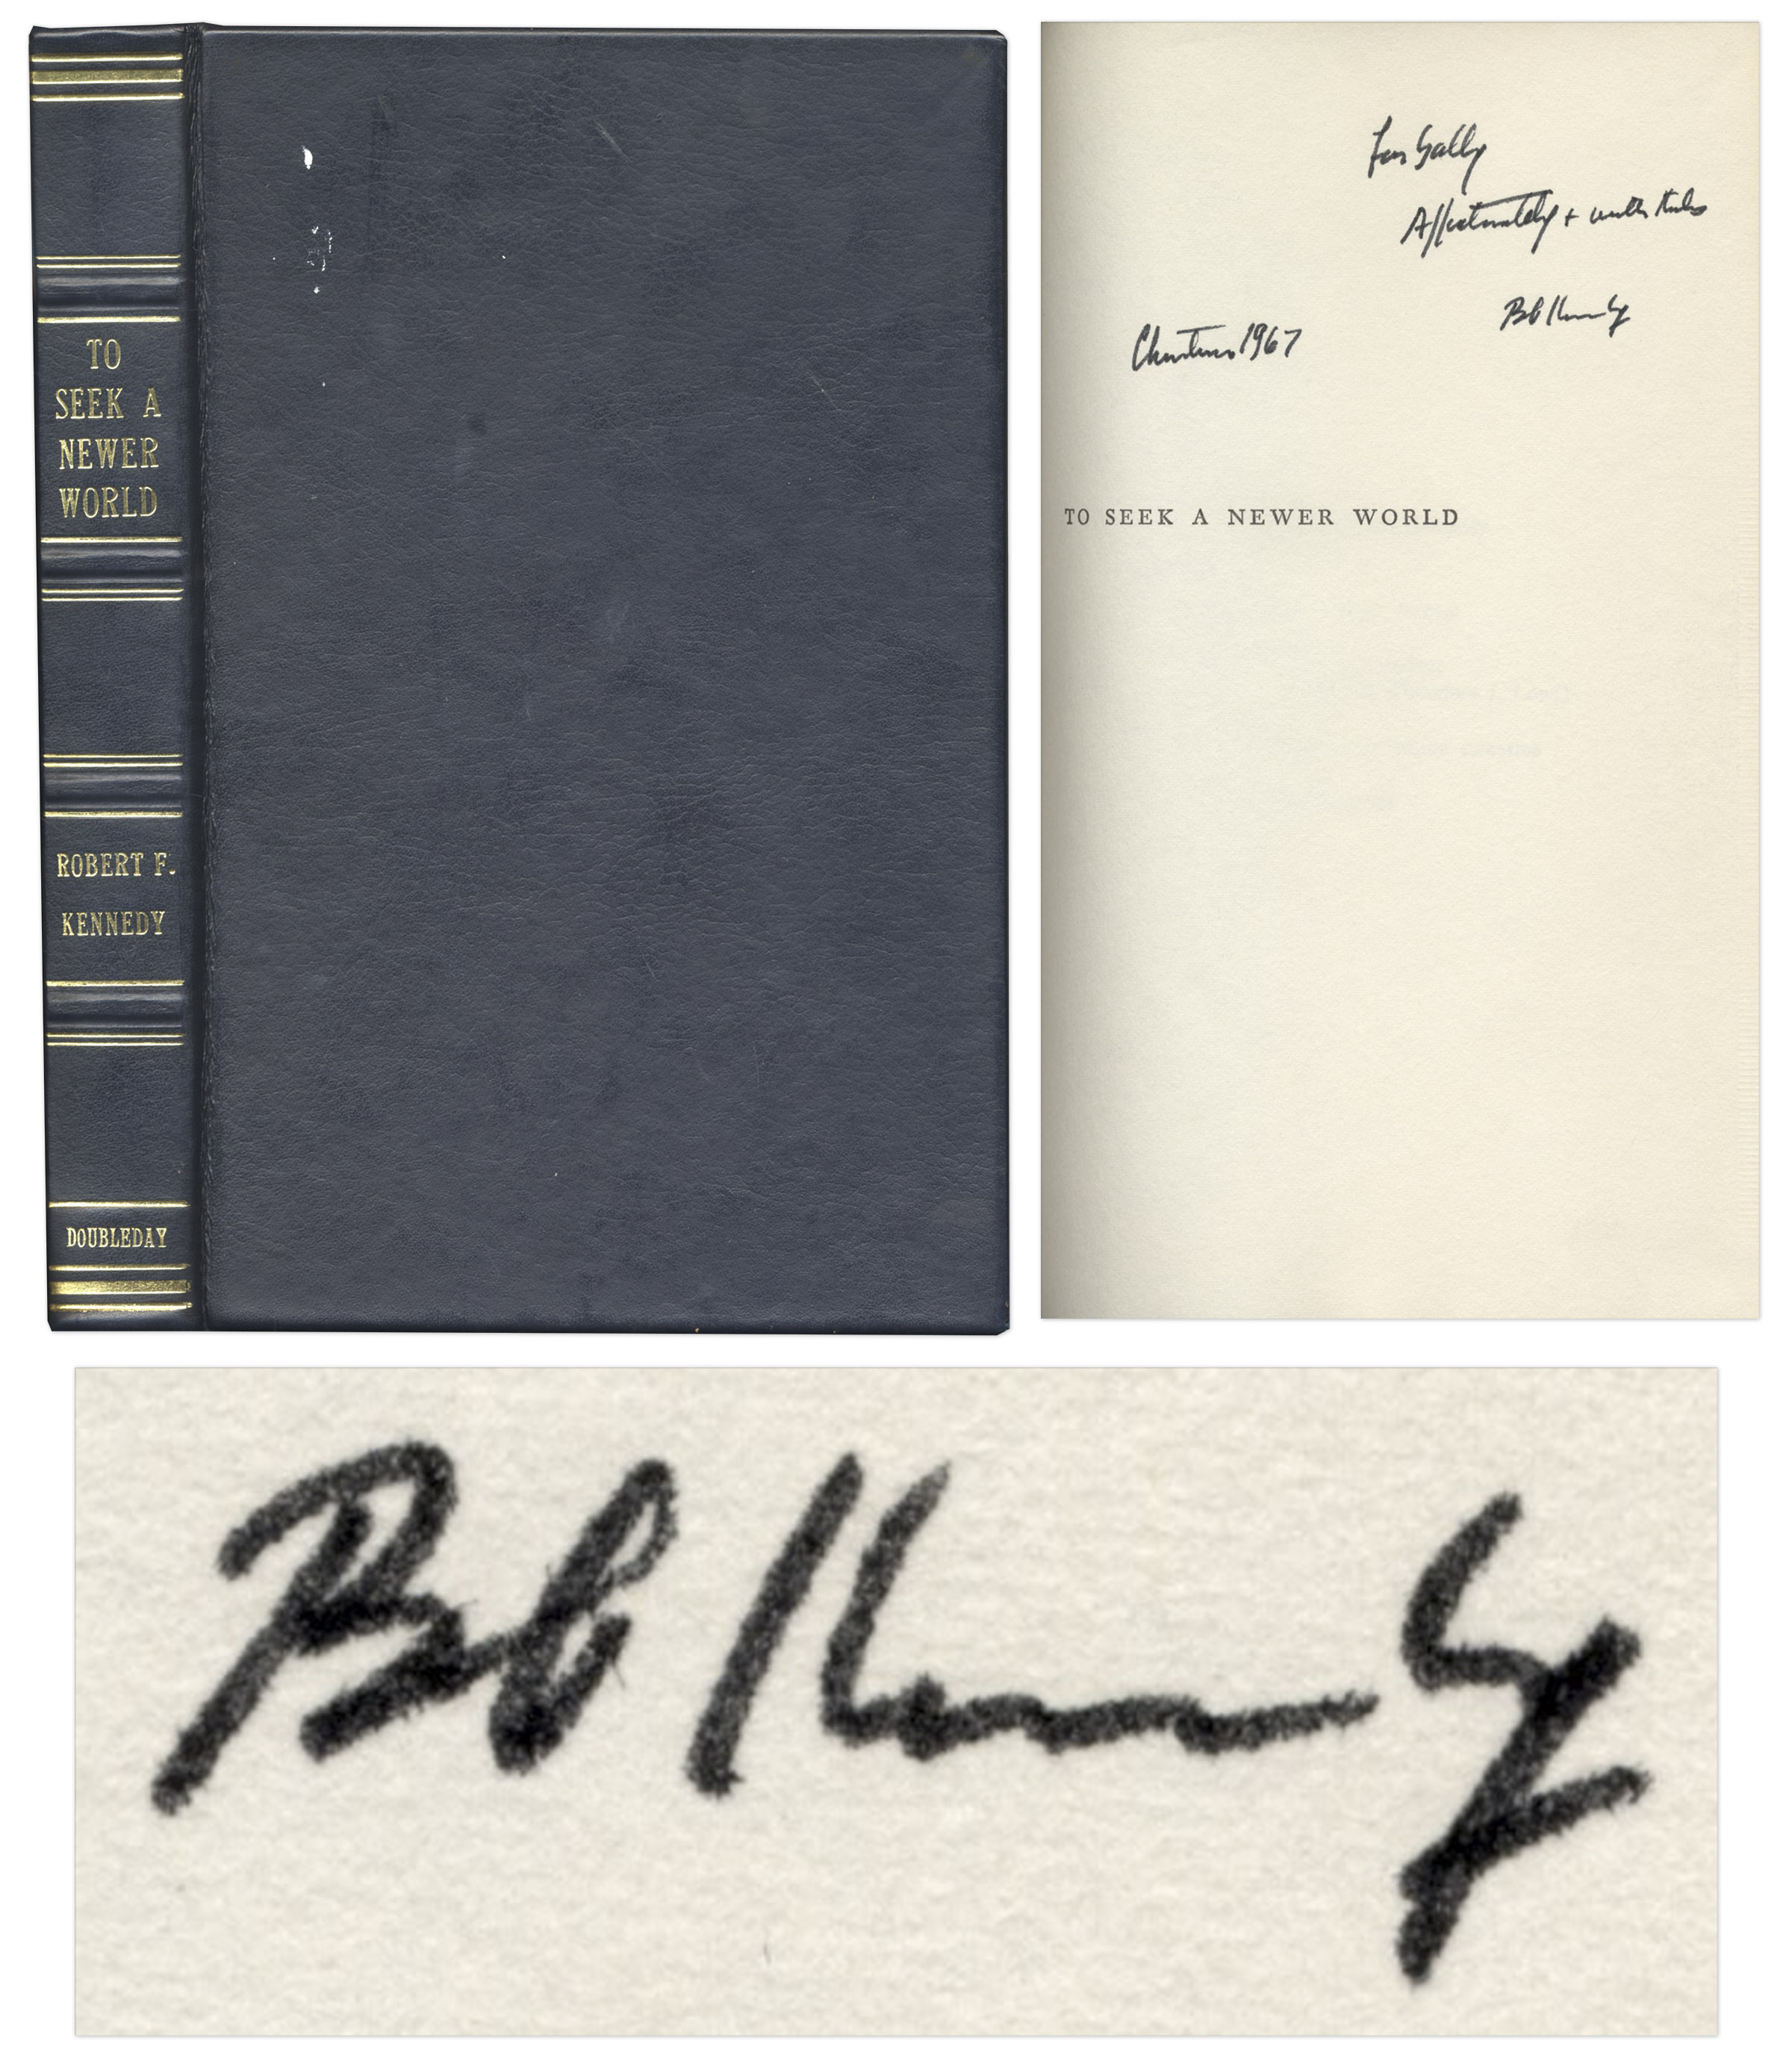 TO
SEEK A
NEWER
WORLD
ROBERT F.
KENNEDY
DOUBLEDAY
For Sally
Affectionately + with thanks
Bob Kennedy
Christmas 1967
TO SEEK A NEWER WORLD
Bob Kennedy